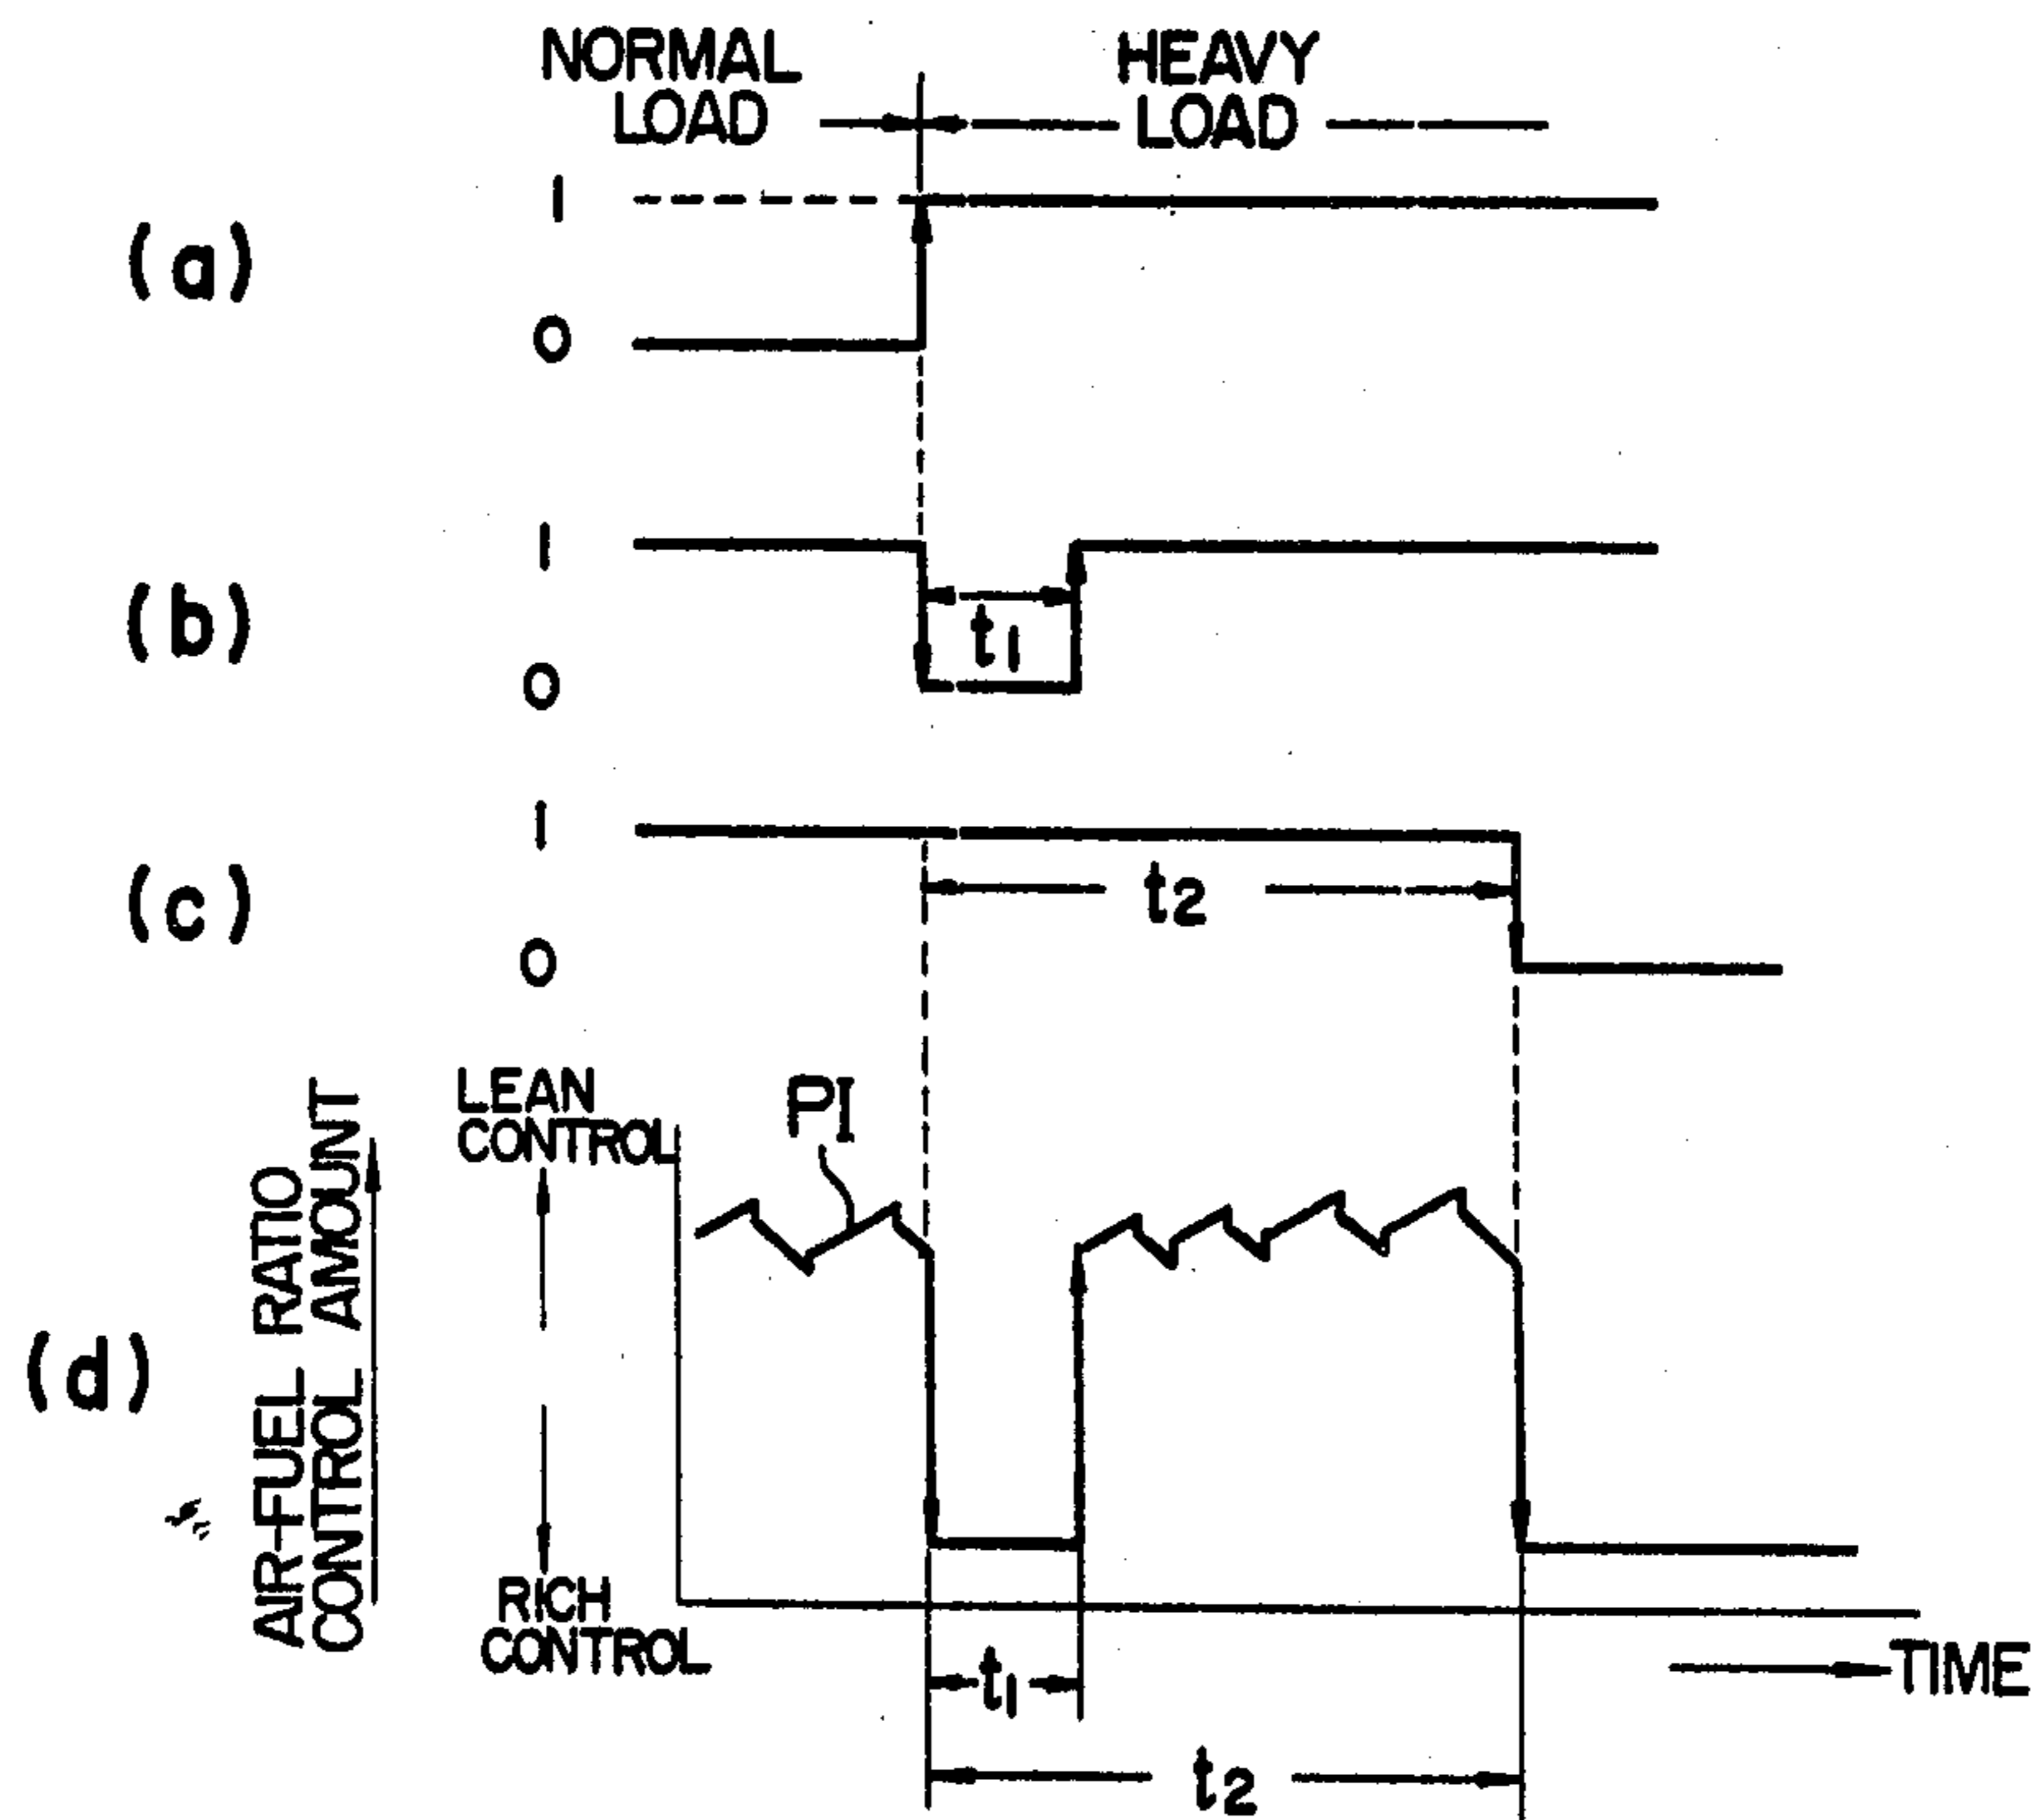 NORMAL
LOAD
HEAVY
LOAD
(a)
1
0
(b)
1
0
t1
(c)
1
0
t2
(d)
AIR-FUEL RATIO
CONTROL AMOUNT
LEAN
CONTROL
PI
RICH
CONTROL
TIME
t1
t2